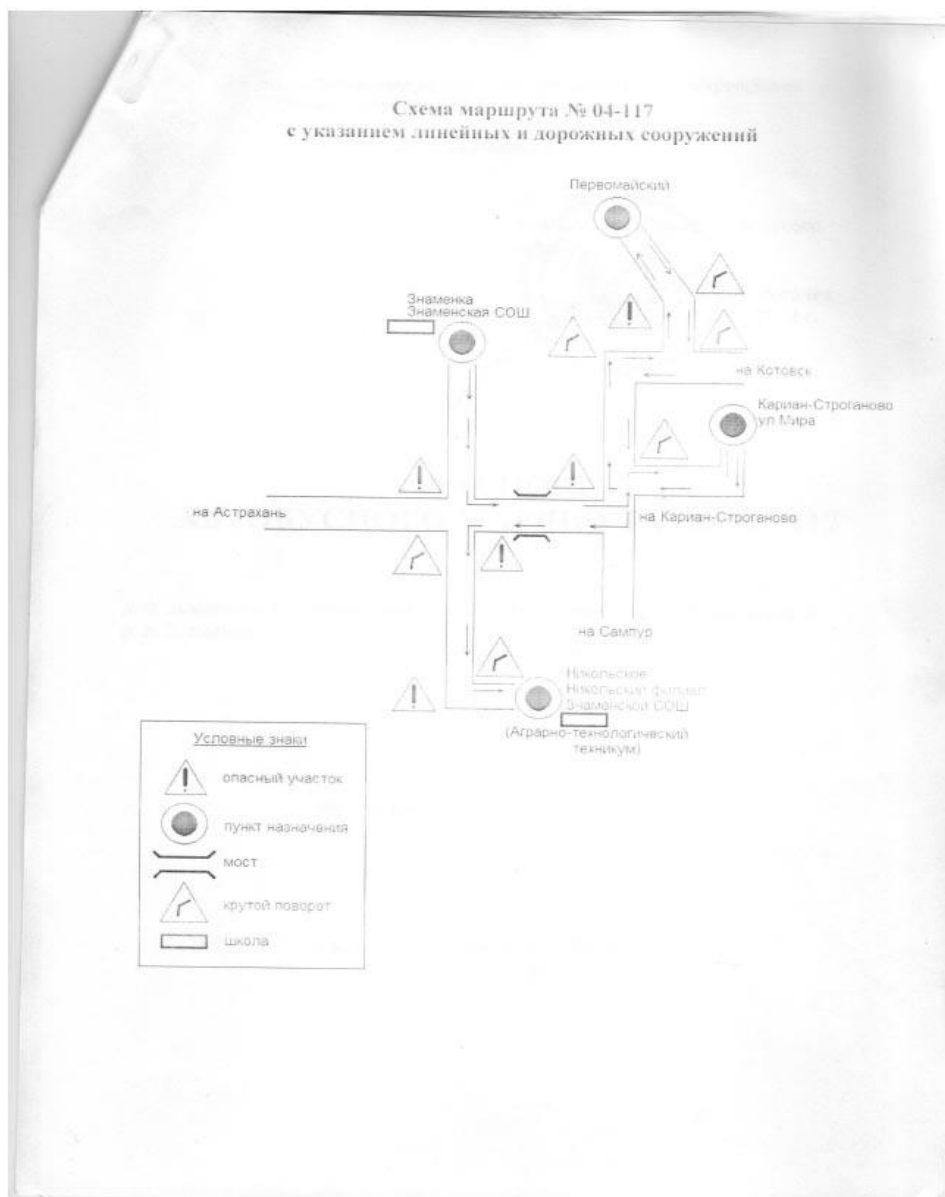 Схема маршрута № 04-117
с указанием линейных и дорожных сооружений
Первомайский
Знаменка
Знаменская СОШ
на Котовск
Кариан-Строганово
ул.Мира
на Астрахань
на Кариан-Строганово
на Сампур
Никольское
Никольский филиал
Знаменской СОШ
(Аграрно-технологический
техникум)
Условные знаки
опасный участок
пункт назначения
мост
крутой поворот
школа